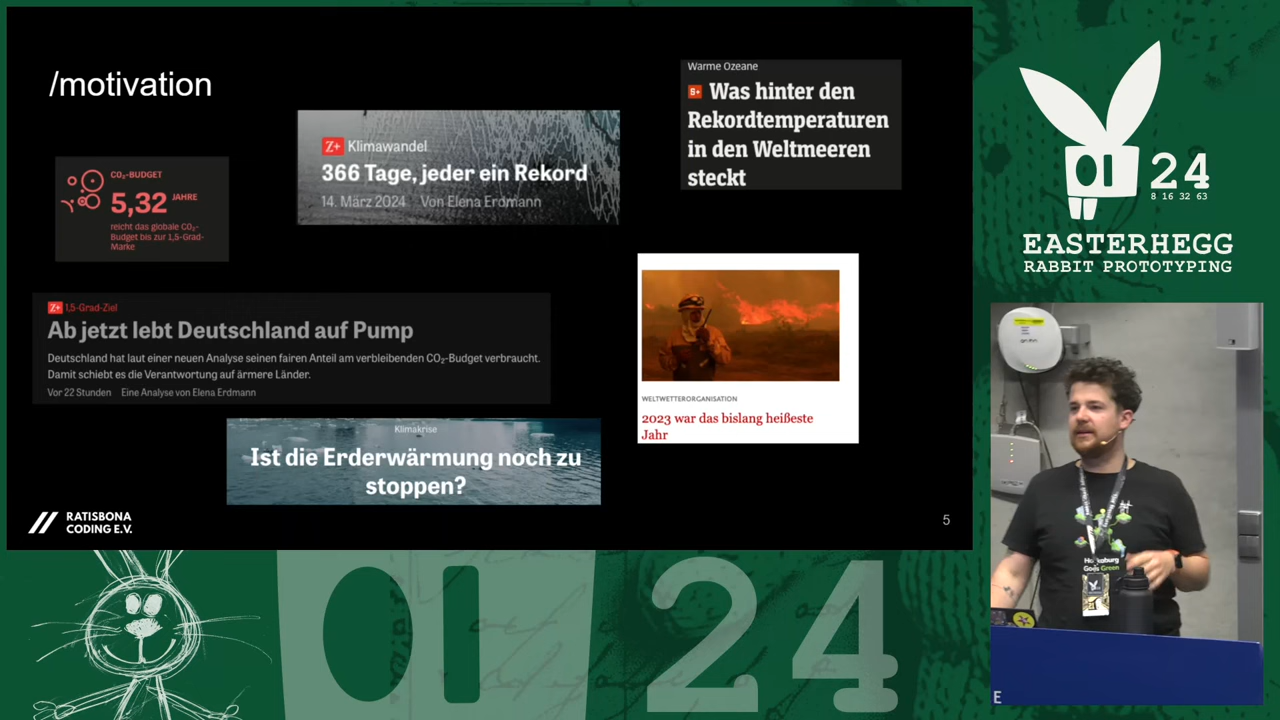 /motivation
Warme Ozeane
S+ Was hinter den
Rekordtemperaturen
in den Weltmeeren
steckt
Z+ Klimawandel
366 Tage, jeder ein Rekord
14. März 2024 Von Elena Erdmann
CO₂-BUDGET
5,32 JAHRE
reicht das globale CO₂-
Budget bis zur 1,5-Grad-
Marke
Z+ 1,5-Grad-Ziel
Ab jetzt lebt Deutschland auf Pump
Deutschland hat laut einer neuen Analyse seinen fairen Anteil am verbleibenden CO₂-Budget verbraucht.
Damit schiebt es die Verantwortung auf ärmere Länder.
Vor 22 Stunden Eine Analyse von Elena Erdmann
WELTWETTERORGANISATION
2023 war das bislang heißeste
Jahr
Klimakrise
Ist die Erderwärmung noch zu
stoppen?
RATISBONA
CODING E.V.
5
24
8 16 32 63
EASTERHEGG
RABBIT PROTOTYPING
Goes Green
E
24